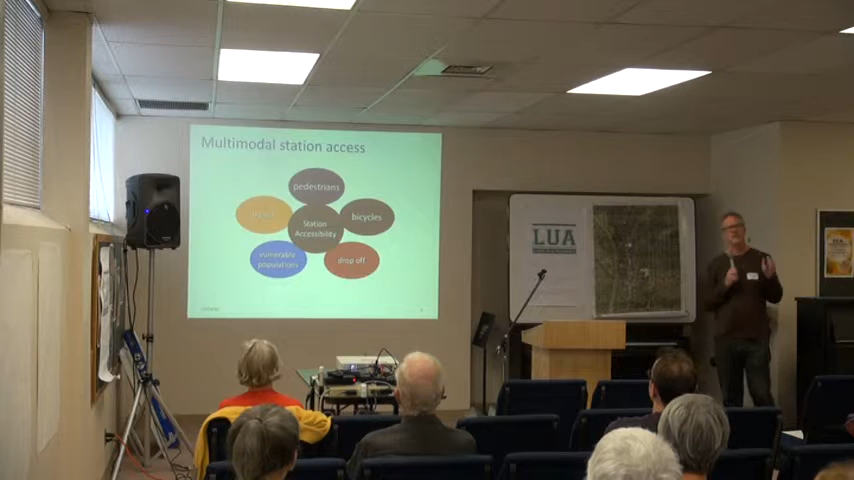 Multimodal station access
pedestrians
bicycles
Station
Accessibility
vulnerable
populations
drop off
LUA